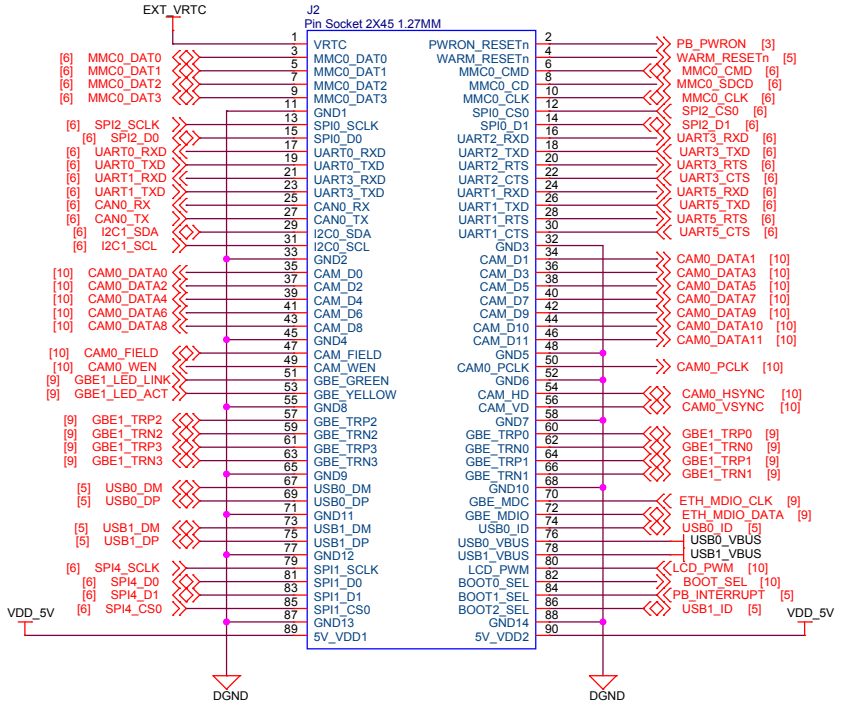 EXT_VRTC
J2
Pin Socket 2X45 1.27MM
1 VRTC PWRON_RESETn 2 PB_PWRON [3]
[6] MMC0_DAT0 3 MMC0_DAT0 WARM_RESETn 4 WARM_RESETn [5]
[6] MMC0_DAT1 5 MMC0_DAT1 MMC0_CMD 6 MMC0_CMD [6]
[6] MMC0_DAT2 7 MMC0_DAT2 MMC0_CD 8 MMC0_SDCD [6]
[6] MMC0_DAT3 9 MMC0_DAT3 MMC0_CLK 10 MMC0_CLK [6]
11 GND1 SPI0_CS0 12 SPI2_CS0 [6]
[6] SPI2_SCLK 13 SPI0_SCLK SPI0_D1 14 SPI2_D1 [6]
[6] SPI2_D0 15 SPI0_D0 UART2_RXD 16 UART3_RXD [6]
[6] UART0_RXD 17 UART0_RXD UART2_TXD 18 UART3_TXD [6]
[6] UART0_TXD 19 UART0_TXD UART2_RTS 20 UART3_RTS [6]
[6] UART1_RXD 21 UART3_RXD UART2_CTS 22 UART3_CTS [6]
[6] UART1_TXD 23 UART3_TXD UART1_RXD 24 UART5_RXD [6]
[6] CAN0_RX 25 CAN0_RX UART1_TXD 26 UART5_TXD [6]
[6] CAN0_TX 27 CAN0_TX UART1_RTS 28 UART5_RTS [6]
[6] I2C1_SDA 29 I2C0_SDA UART1_CTS 30 UART5_CTS [6]
[6] I2C1_SCL 31 I2C0_SCL GND3 32
33 GND2 CAM_D1 34 CAM0_DATA1 [10]
[10] CAM0_DATA0 35 CAM_D0 CAM_D3 36 CAM0_DATA3 [10]
[10] CAM0_DATA2 37 CAM_D2 CAM_D5 38 CAM0_DATA5 [10]
[10] CAM0_DATA4 39 CAM_D4 CAM_D7 40 CAM0_DATA7 [10]
[10] CAM0_DATA6 41 CAM_D6 CAM_D9 42 CAM0_DATA9 [10]
[10] CAM0_DATA8 43 CAM_D8 CAM_D10 44 CAM0_DATA10 [10]
45 GND4 CAM_D11 46 CAM0_DATA11 [10]
[10] CAM0_FIELD 47 CAM_FIELD GND5 48
[10] CAM0_WEN 49 CAM_WEN CAM0_PCLK 50 CAM0_PCLK [10]
[9] GBE1_LED_LINK 51 GBE_GREEN GND6 52
[9] GBE1_LED_ACT 53 GBE_YELLOW CAM_HD 54 CAM0_HSYNC [10]
55 GND8 CAM_VD 56 CAM0_VSYNC [10]
[9] GBE1_TRP2 57 GBE_TRP2 GND7 58
[9] GBE1_TRN2 59 GBE_TRN2 GBE_TRP0 60 GBE1_TRP0 [9]
[9] GBE1_TRP3 61 GBE_TRP3 GBE_TRN0 62 GBE1_TRN0 [9]
[9] GBE1_TRN3 63 GBE_TRN3 GBE_TRP1 64 GBE1_TRP1 [9]
65 GND9 GBE_TRN1 66 GBE1_TRN1 [9]
[5] USB0_DM 67 USB0_DM GND10 68
[5] USB0_DP 69 USB0_DP GBE_MDC 70 ETH_MDIO_CLK [9]
71 GND11 GBE_MDIO 72 ETH_MDIO_DATA [9]
[5] USB1_DM 73 USB1_DM USB0_ID 74 USB0_ID [5]
[5] USB1_DP 75 USB1_DP USB0_VBUS 76 USB0_VBUS
77 GND12 USB1_VBUS 78 USB1_VBUS
[6] SPI4_SCLK 79 SPI1_SCLK LCD_PWM 80 LCD_PWM [10]
[6] SPI4_D0 81 SPI1_D0 BOOT0_SEL 82 BOOT_SEL [10]
[6] SPI4_D1 83 SPI1_D1 BOOT1_SEL 84 PB_INTERRUPT [5]
[6] SPI4_CS0 85 SPI1_CS0 BOOT2_SEL 86 USB1_ID [5]
87 GND13 GND14 88
VDD_5V 89 5V_VDD1 5V_VDD2 90 VDD_5V
DGND DGND